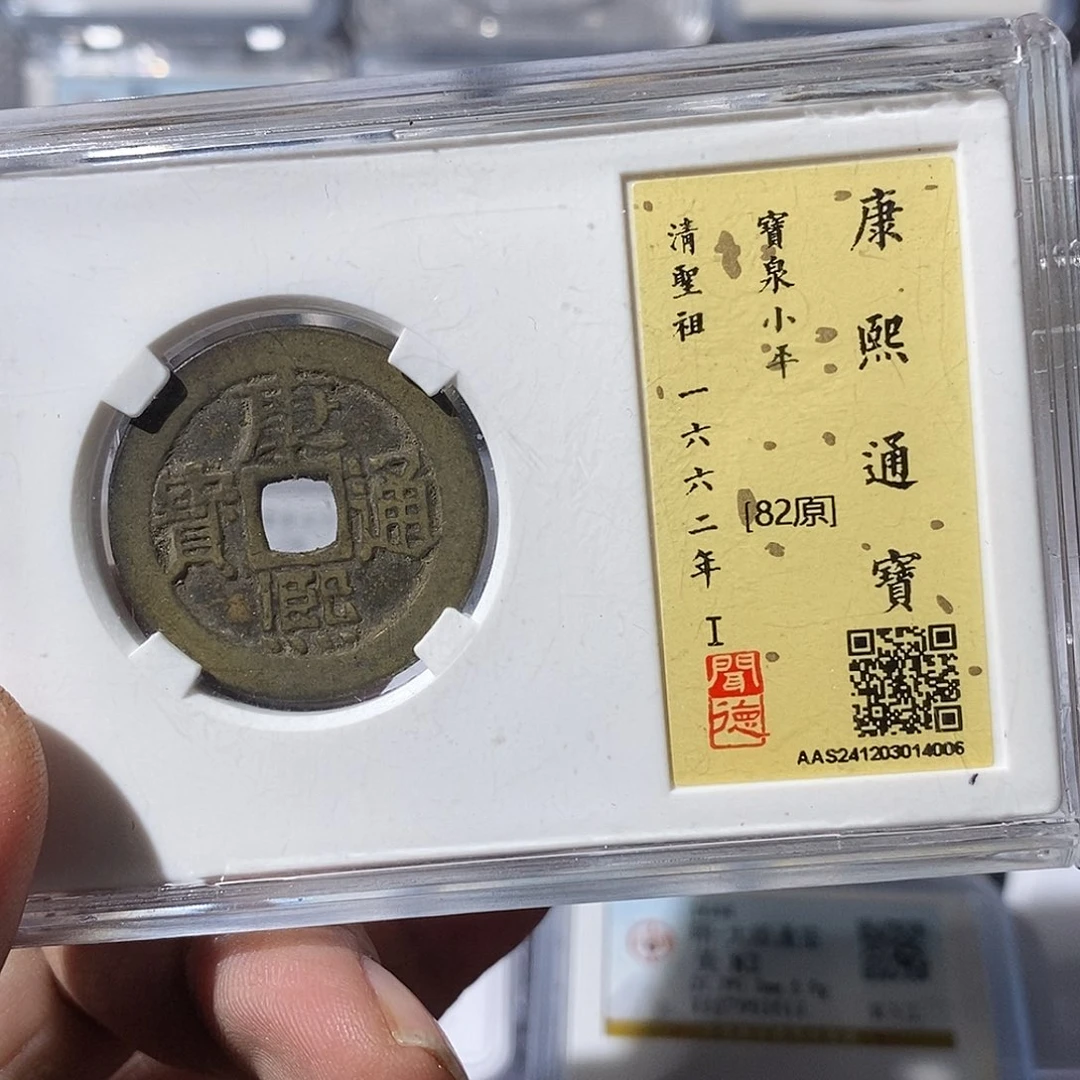 康熙通寶
寶泉小平
[82原]
清聖祖 一六六二年 I
聞德
AAS241203014006
康熙通寶